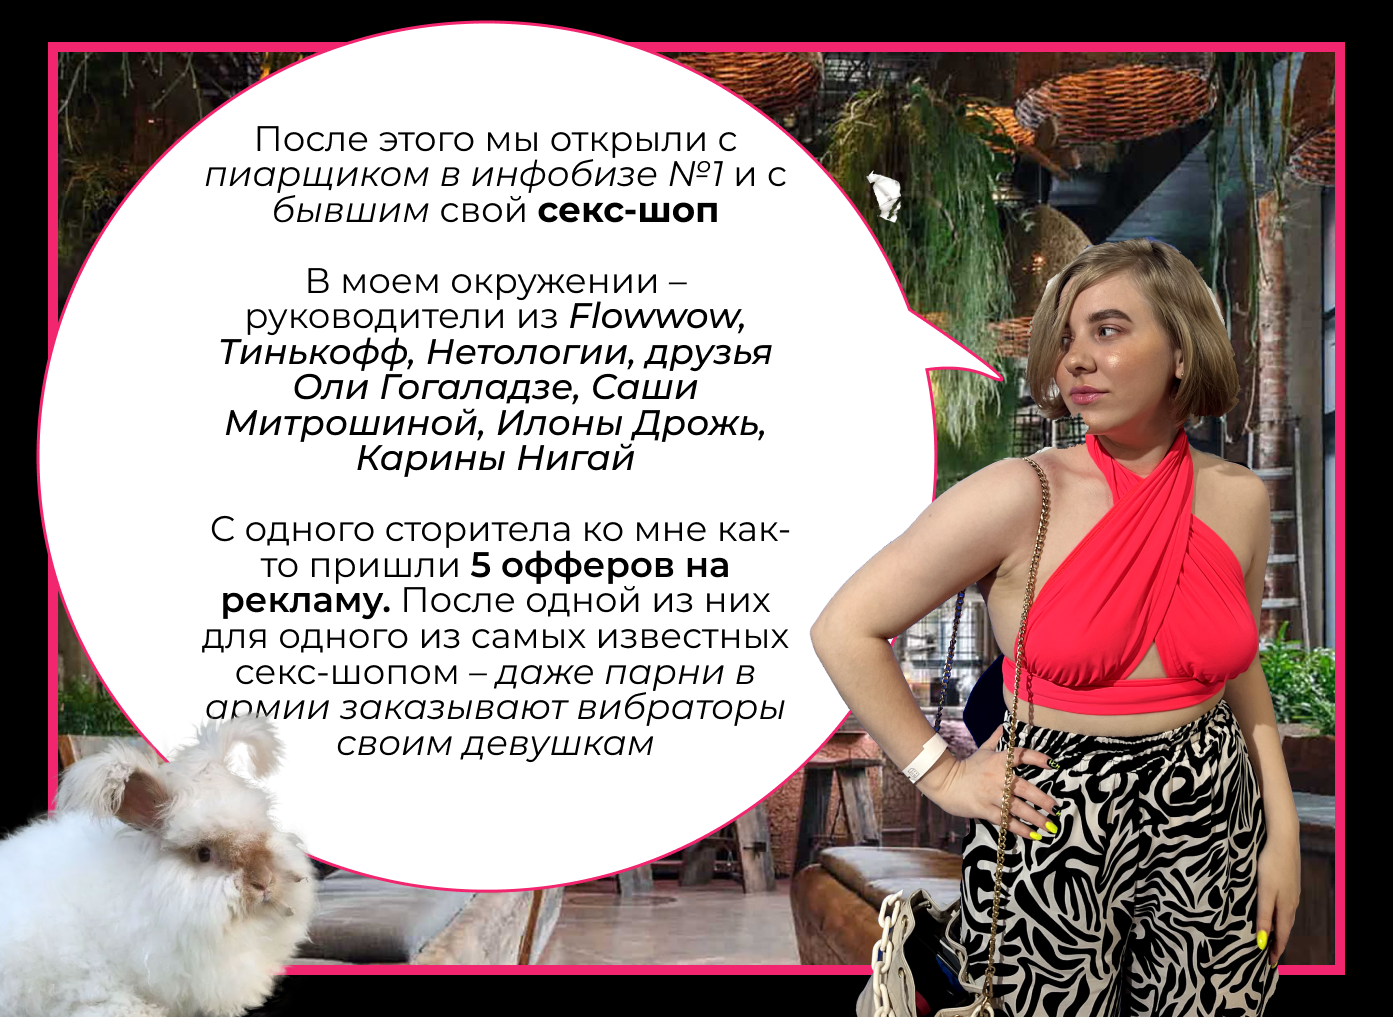 После этого мы открыли с
пиарщиком в инфобизе №1 и с
бывшим свой секс-шоп
В моем окружении –
руководители из Flowwow,
Тинькофф, Нетологии, друзья
Оли Гогаладзе, Саши
Митрошиной, Илоны Дрожь,
Карины Нигай
С одного сторитела ко мне как-
то пришли 5 офферов на
рекламу. После одной из них
для одного из самых известных
секс-шопом – даже парни в
армии заказывают вибраторы
своим девушкам